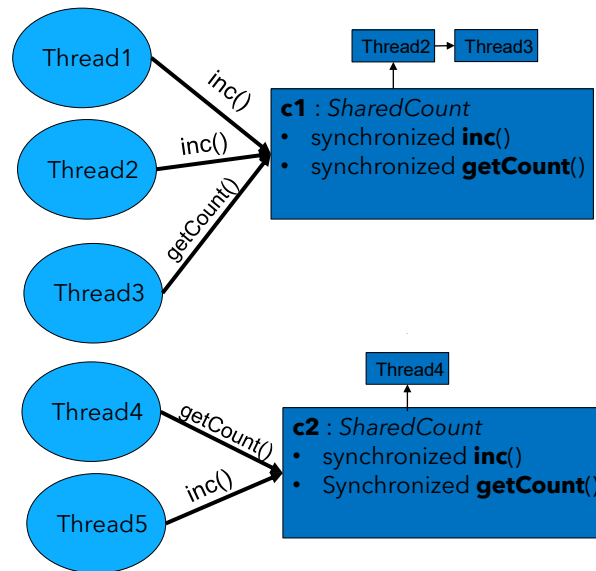 Thread1
Thread2
Thread3
inc()
inc()
getCount()
Thread2
Thread3
c1 : SharedCount
• synchronized inc()
• synchronized getCount()
Thread4
Thread5
getCount()
inc()
Thread4
c2 : SharedCount
• synchronized inc()
• Synchronized getCount()